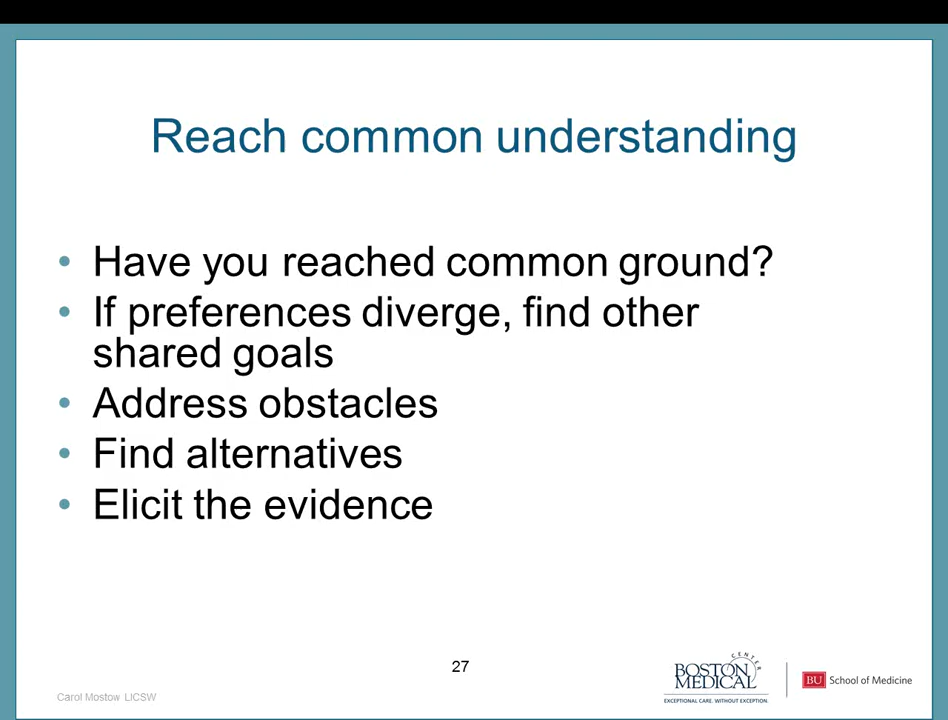 Reach common understanding
• Have you reached common ground?
• If preferences diverge, find other
shared goals
• Address obstacles
• Find alternatives
• Elicit the evidence
27
Carol Mostow LICSW
BOSTON
MEDICAL
CENTER
EXCEPTIONAL CARE. WITHOUT EXCEPTION
BU School of Medicine